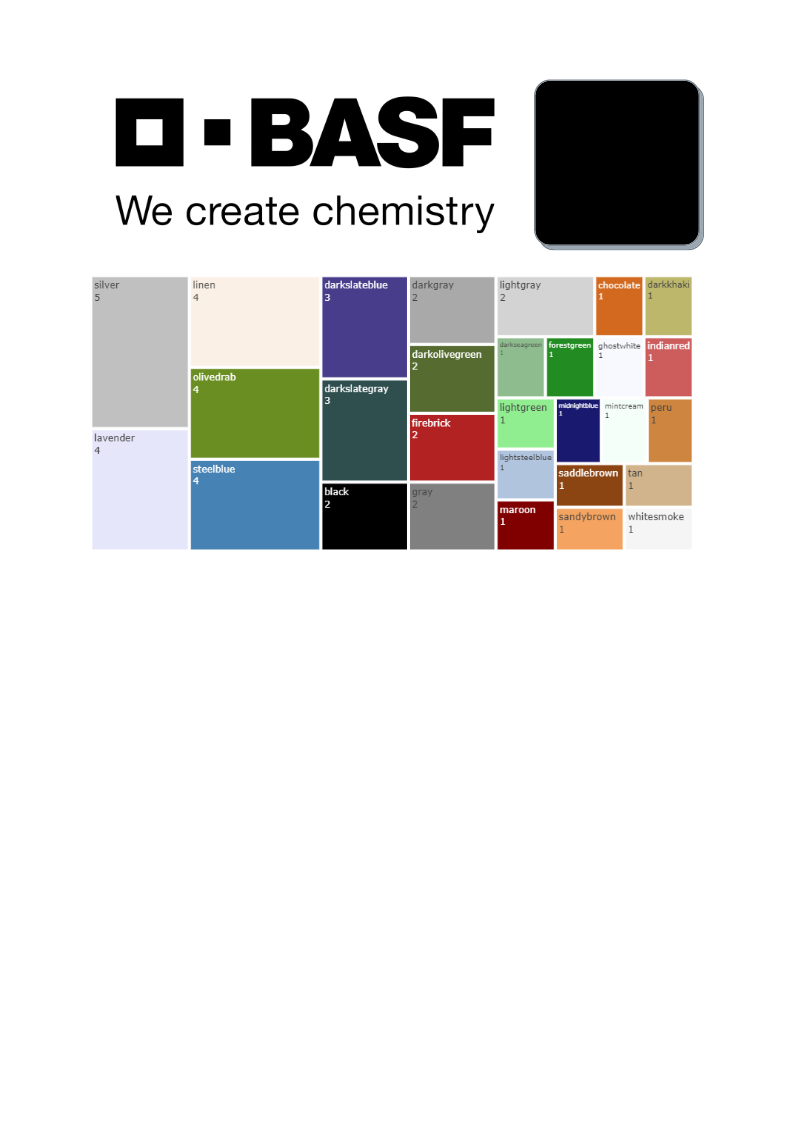 BASF
We create chemistry
silver
5
lavender
4
linen
4
olivedrab
4
steelblue
4
darkslateblue
3
darkslategray
3
black
2
darkgray
2
darkolivegreen
2
firebrick
2
gray
2
lightgray
2
chocolate
1
darkkhaki
1
darkseagreen
1
forestgreen
1
ghostwhite
1
indianred
1
lightgreen
1
lightsteelblue
1
maroon
1
midnightblue
1
mintcream
1
peru
1
saddlebrown
1
tan
1
sandybrown
1
whitesmoke
1